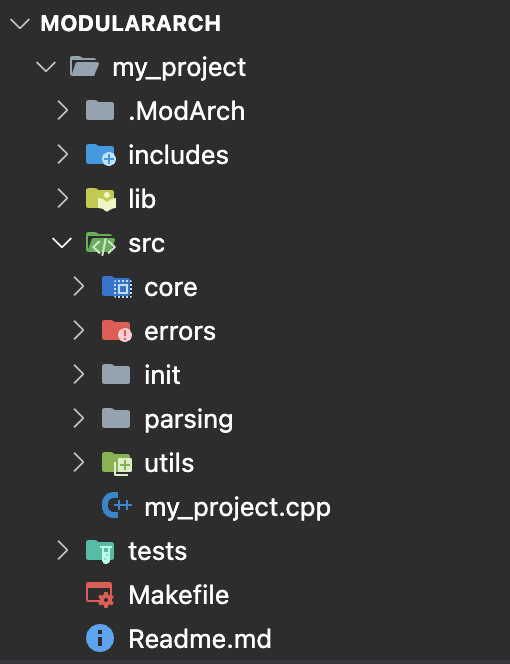 MODULARARCH
my_project
.ModArch
includes
lib
src
core
errors
init
parsing
utils
my_project.cpp
tests
Makefile
Readme.md